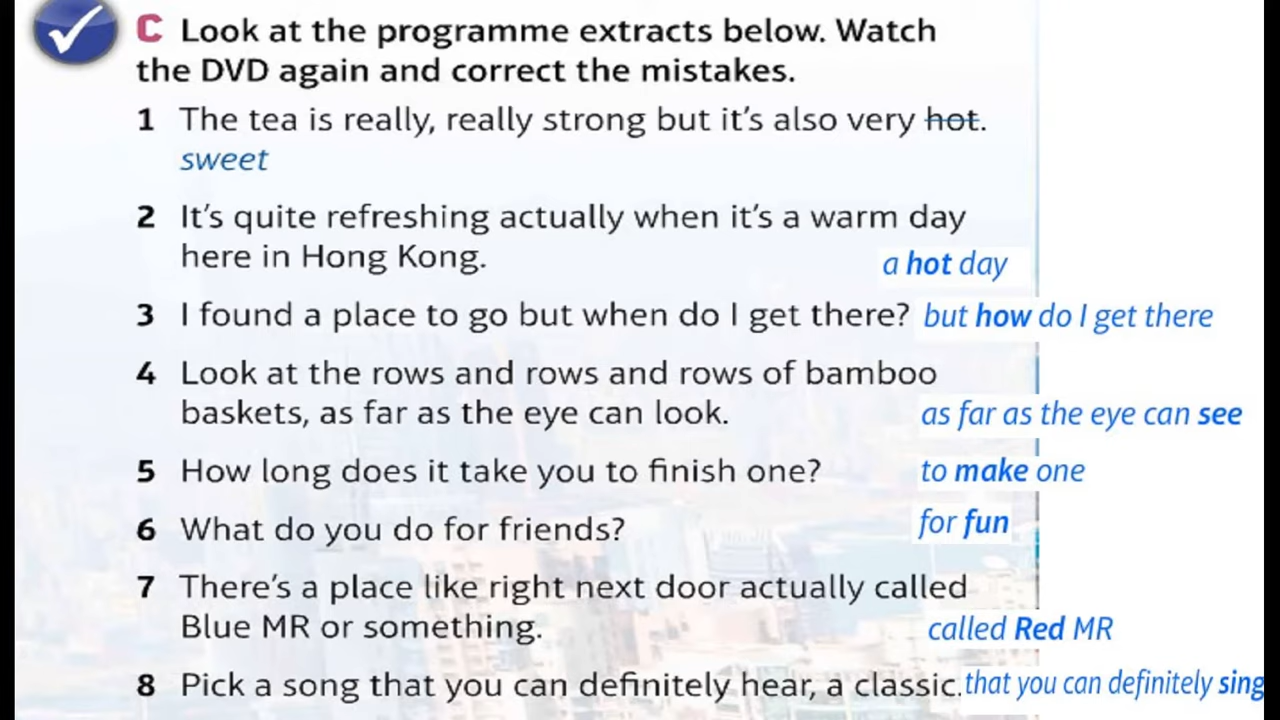 C Look at the programme extracts below. Watch
the DVD again and correct the mistakes.
1 The tea is really, really strong but it's also very hot.
sweet
2 It's quite refreshing actually when it's a warm day
here in Hong Kong.
a hot day
3 I found a place to go but when do I get there? but how do I get there
4 Look at the rows and rows and rows of bamboo
baskets, as far as the eye can look. as far as the eye can see
5 How long does it take you to finish one? to make one
6 What do you do for friends? for fun
7 There's a place like right next door actually called
Blue MR or something. called Red MR
8 Pick a song that you can definitely hear, a classic. that you can definitely sing